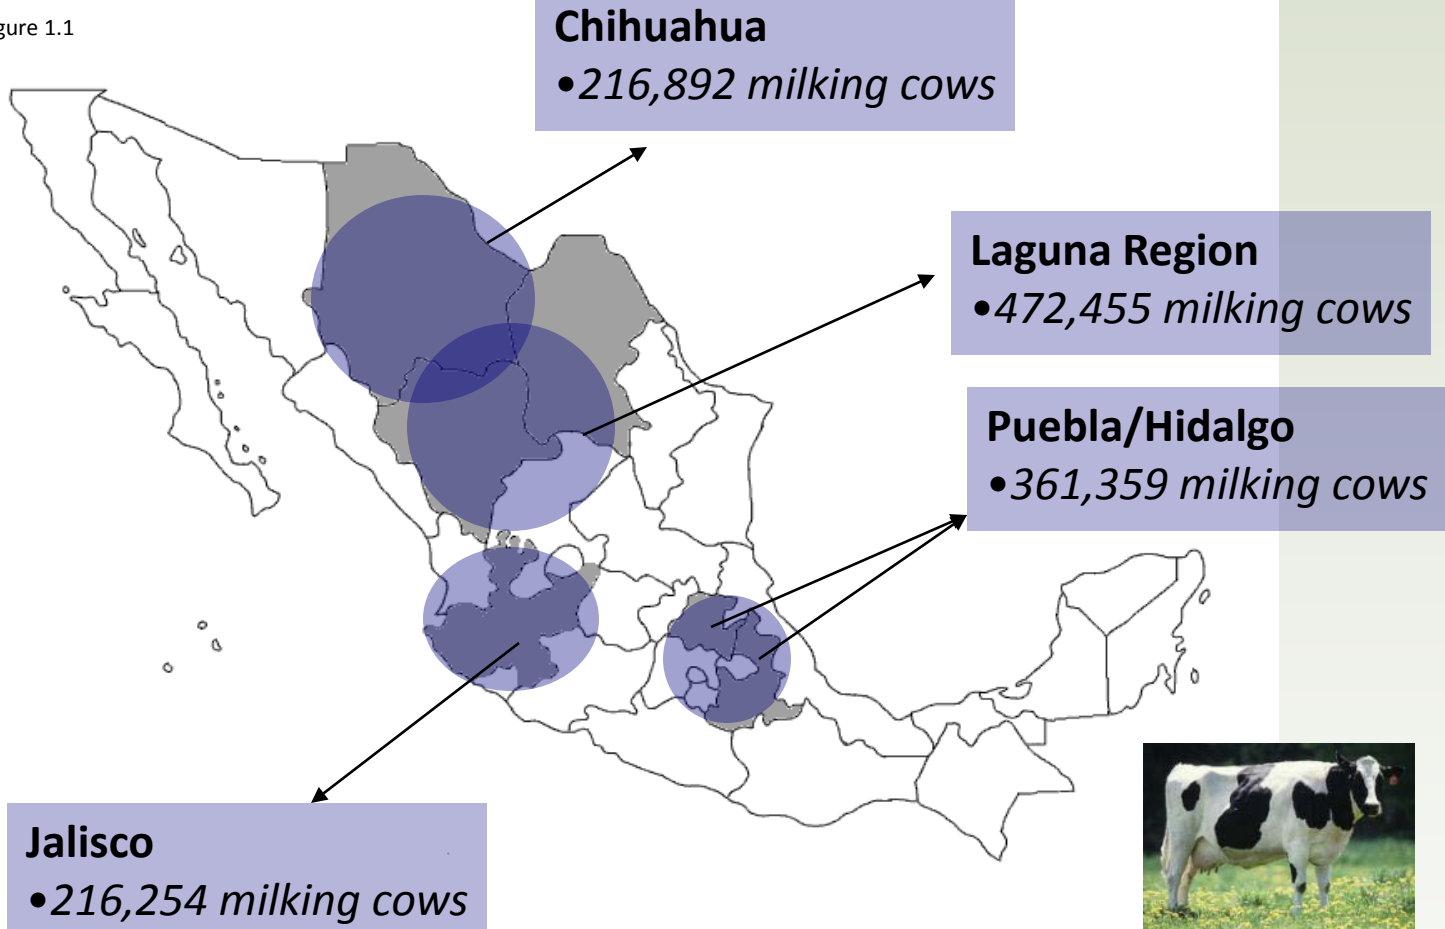 gure 1.1
Chihuahua
•216,892 milking cows
Laguna Region
•472,455 milking cows
Puebla/Hidalgo
•361,359 milking cows
Jalisco
•216,254 milking cows